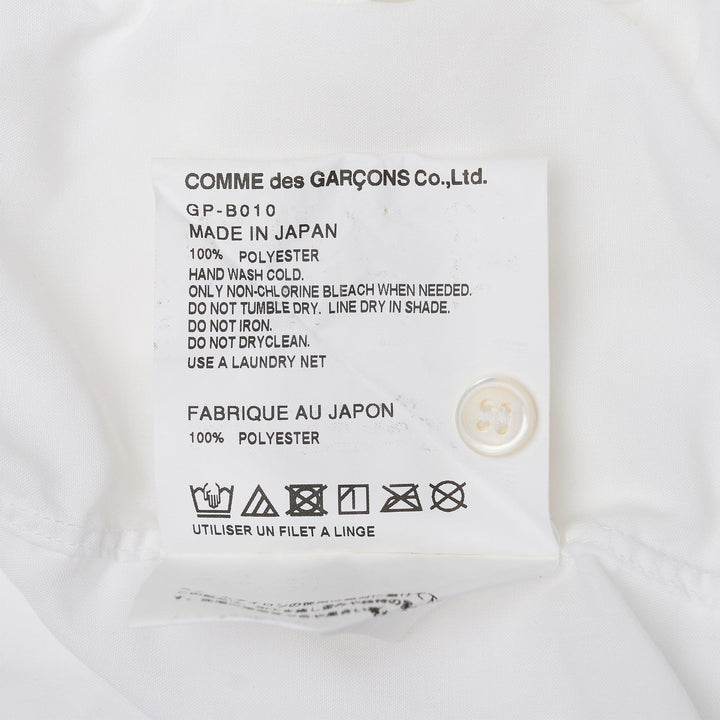 COMME des GARÇONS Co.,Ltd.
GP-B010
MADE IN JAPAN
100% POLYESTER
HAND WASH COLD.
ONLY NON-CHLORINE BLEACH WHEN NEEDED.
DO NOT TUMBLE DRY. LINE DRY IN SHADE.
DO NOT IRON.
DO NOT DRYCLEAN.
USE A LAUNDRY NET
FABRIQUE AU JAPON
100% POLYESTER
UTILISER UN FILET A LINGE